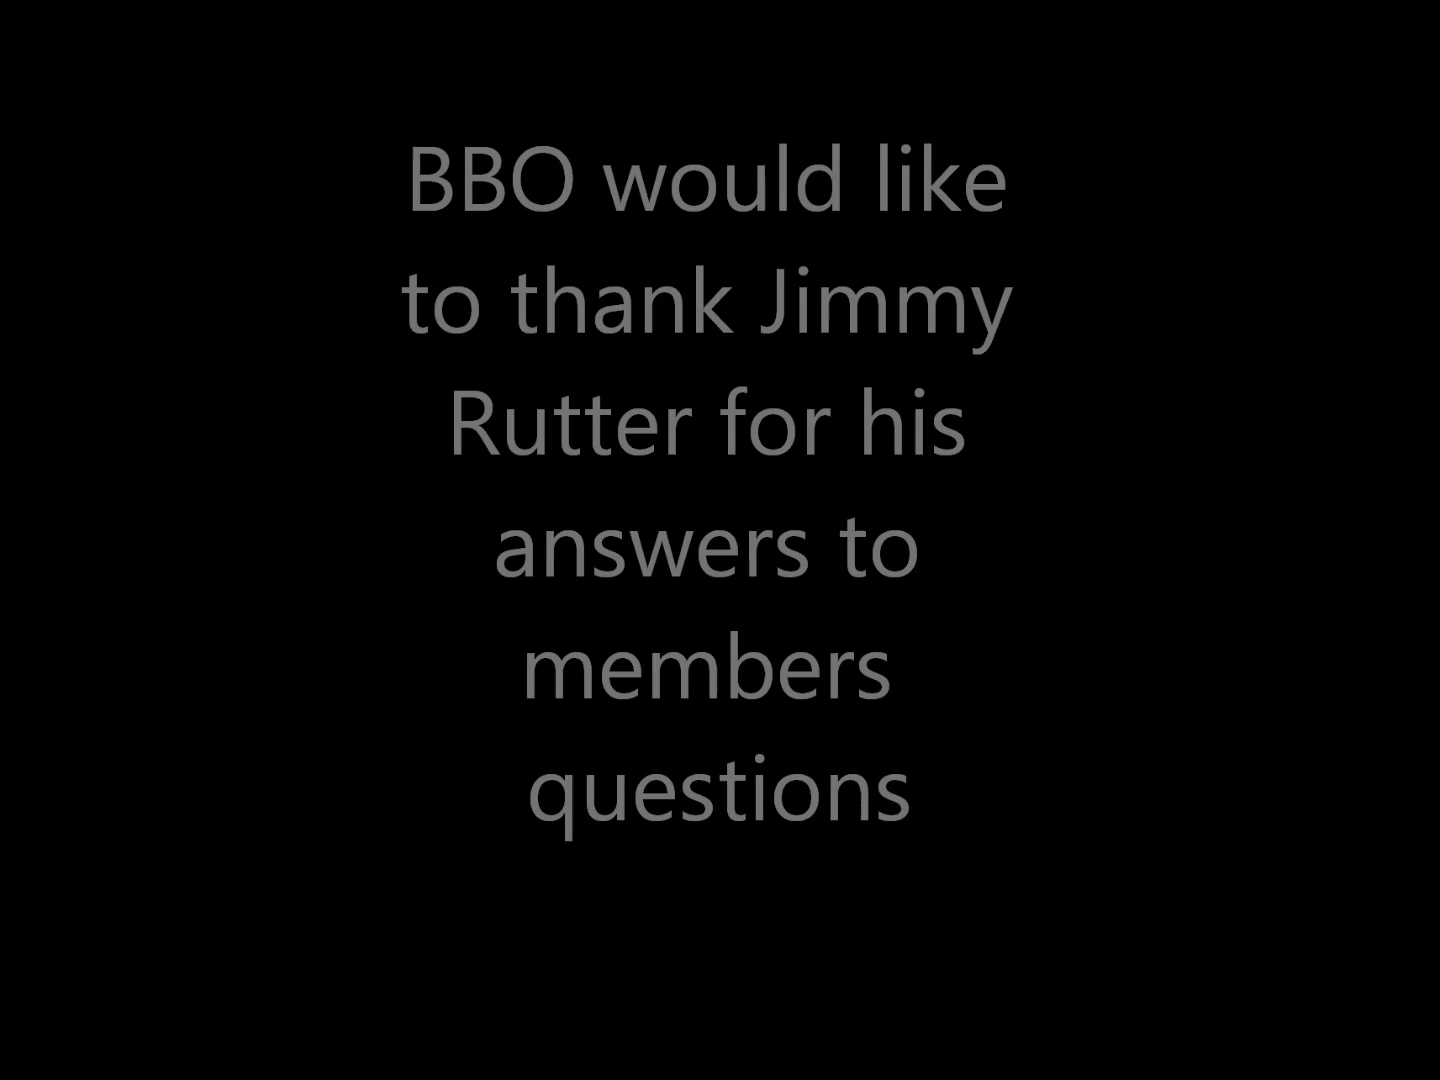 BBO would like
to thank Jimmy
Rutter for his
answers to
members
questions